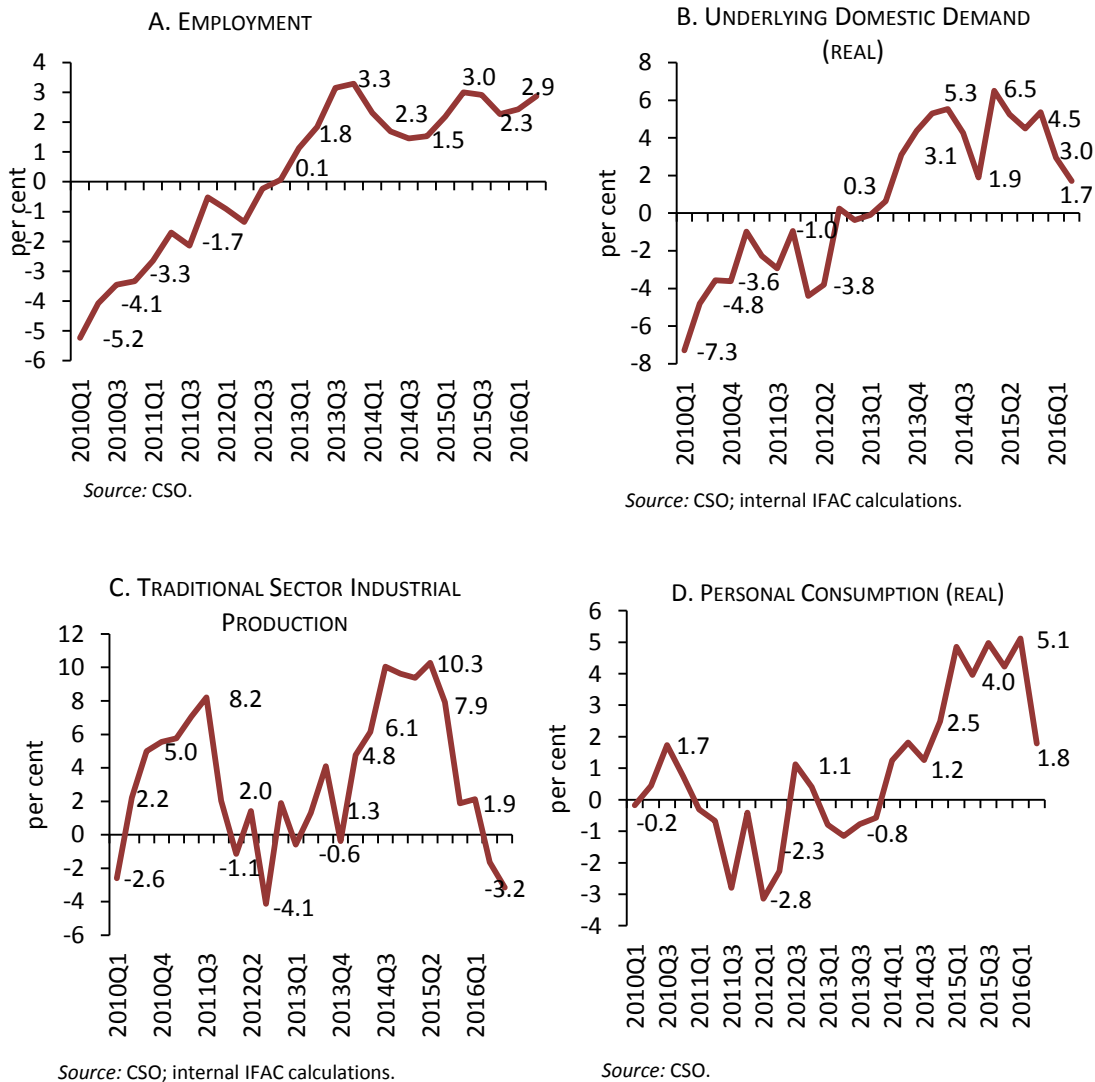 A. EMPLOYMENT
4
3
2
1
0
-1
-2
-3
-4
-5
-6
per cent
-5.2
-4.1
-3.3
-1.7
0.1
1.8
3.3
2.3
1.5
3.0
2.3
2.9
2010Q1
2010Q3
2011Q1
2011Q3
2012Q1
2012Q3
2013Q1
2013Q3
2014Q1
2014Q3
2015Q1
2015Q3
2016Q1
Source: CSO.
B. UNDERLYING DOMESTIC DEMAND
(REAL)
8
6
4
2
0
-2
-4
-6
-8
per cent
-7.3
-4.8
-3.6
-1.0
-3.8
0.3
3.1
5.3
1.9
6.5
4.5
3.0
1.7
2010Q1
2010Q4
2011Q3
2012Q2
2013Q1
2013Q4
2014Q3
2015Q2
2016Q1
Source: CSO; internal IFAC calculations.
C. TRADITIONAL SECTOR INDUSTRIAL
PRODUCTION
12
10
8
6
4
2
0
-2
-4
-6
per cent
-2.6
2.2
5.0
8.2
-1.1
2.0
-4.1
-0.6
1.3
4.8
6.1
10.3
7.9
1.9
-3.2
2010Q1
2010Q4
2011Q3
2012Q2
2013Q1
2013Q4
2014Q3
2015Q2
2016Q1
Source: CSO; internal IFAC calculations.
D. PERSONAL CONSUMPTION (REAL)
6
5
4
3
2
1
0
-1
-2
-3
-4
per cent
-0.2
1.7
-2.8
-2.3
1.1
-0.8
1.2
2.5
4.0
5.1
1.8
2010Q1
2010Q3
2011Q1
2011Q3
2012Q1
2012Q3
2013Q1
2013Q3
2014Q1
2014Q3
2015Q1
2015Q3
2016Q1
Source: CSO.